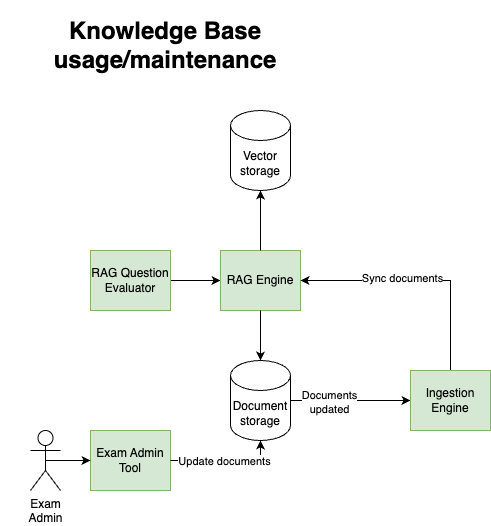 Knowledge Base
usage/maintenance
Vector
storage
RAG Question
Evaluator
RAG Engine
Sync documents
Document
storage
Documents
updated
Ingestion
Engine
Exam Admin
Tool
Update documents
Exam
Admin